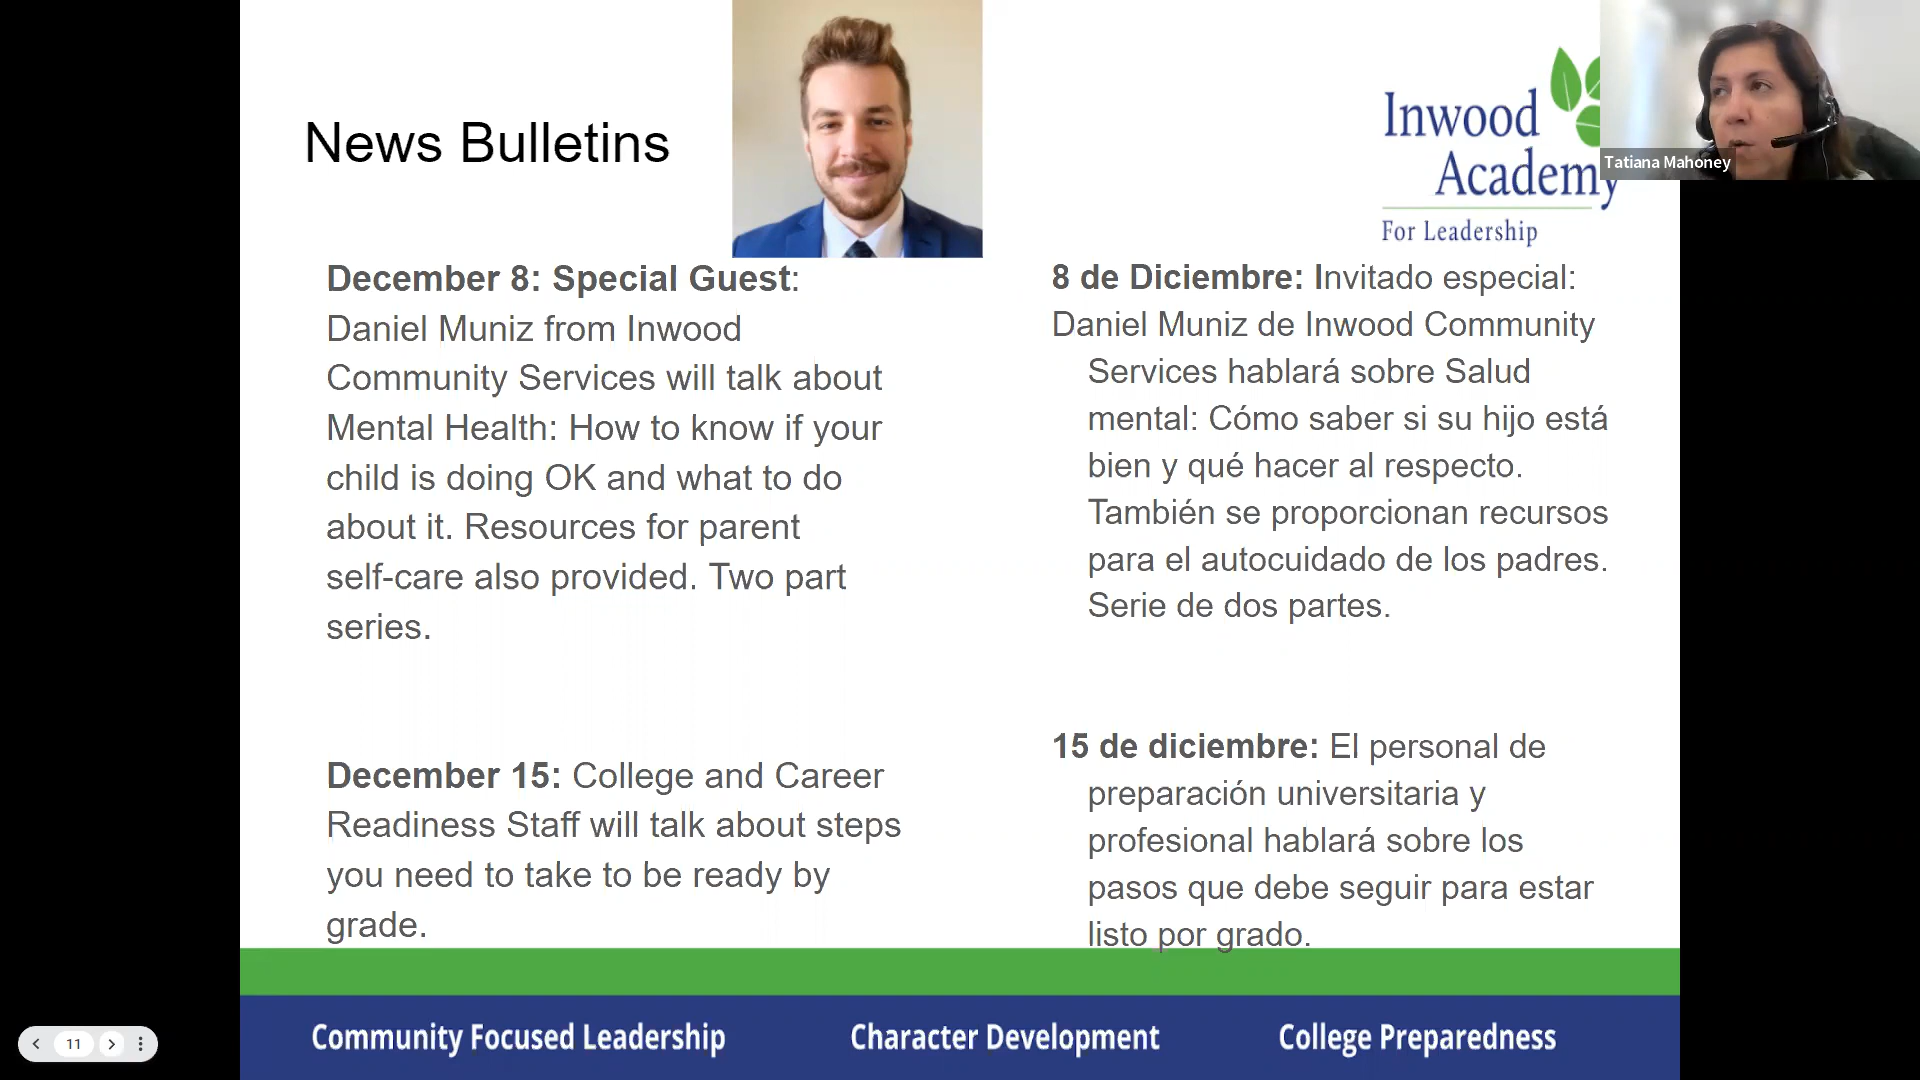 News Bulletins
Inwood
Academy
For Leadership
Tatiana Mahoney
December 8: Special Guest:
Daniel Muniz from Inwood
Community Services will talk about
Mental Health: How to know if your
child is doing OK and what to do
about it. Resources for parent
self-care also provided. Two part
series.
December 15: College and Career
Readiness Staff will talk about steps
you need to take to be ready by
grade.
8 de Diciembre: Invitado especial:
Daniel Muniz de Inwood Community
Services hablará sobre Salud
mental: Cómo saber si su hijo está
bien y qué hacer al respecto.
También se proporcionan recursos
para el autocuidado de los padres.
Serie de dos partes.
15 de diciembre: El personal de
preparación universitaria y
profesional hablará sobre los
pasos que debe seguir para estar
listo por grado.
Community Focused Leadership
Character Development
College Preparedness
11